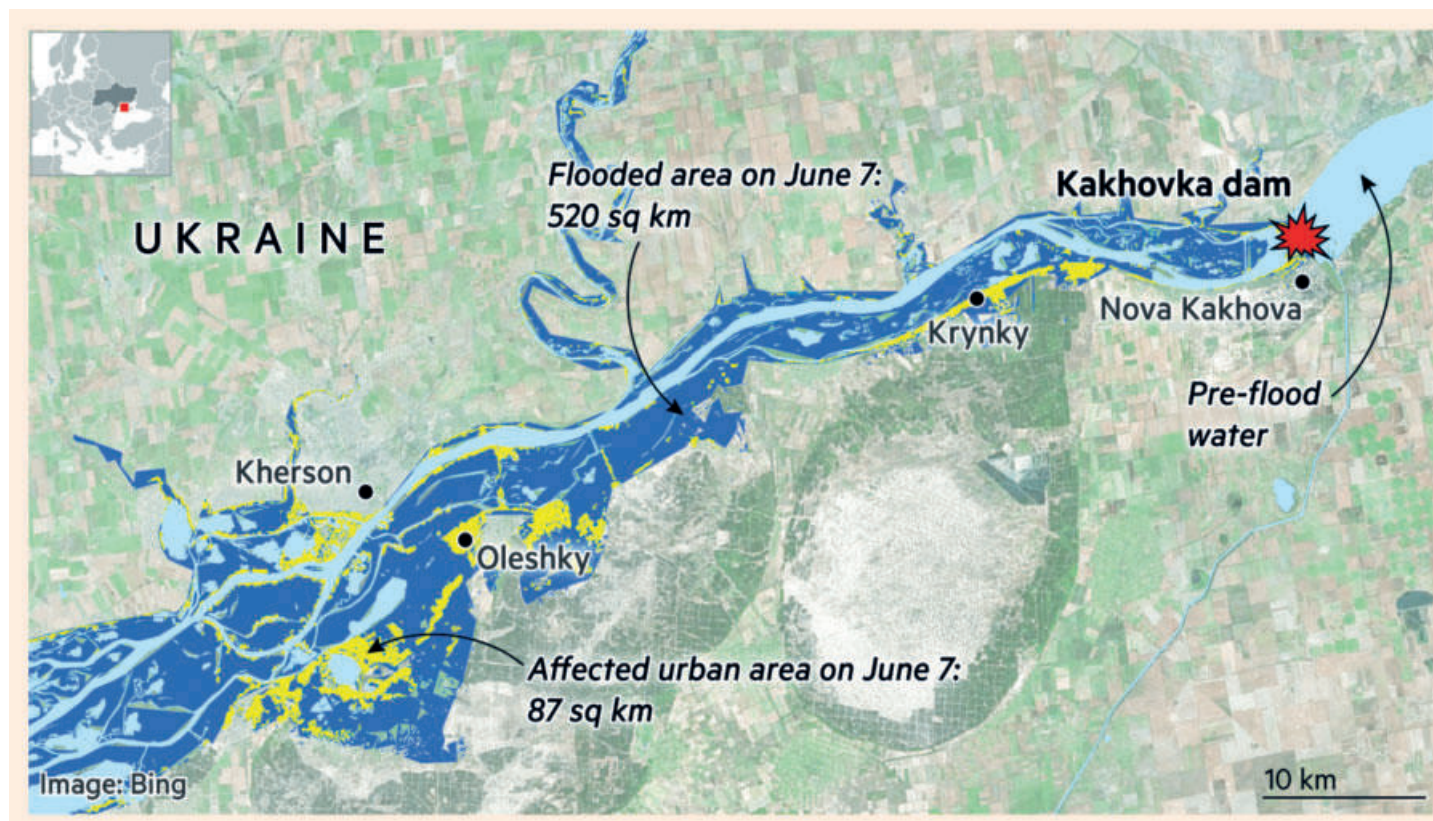 UKRAINE
Flooded area on June 7:
520 sq km
Kakhovka dam
Nova Kakhova
Krynky
Pre-flood
water
Kherson
Oleshky
Affected urban area on June 7:
87 sq km
Image: Bing
10 km